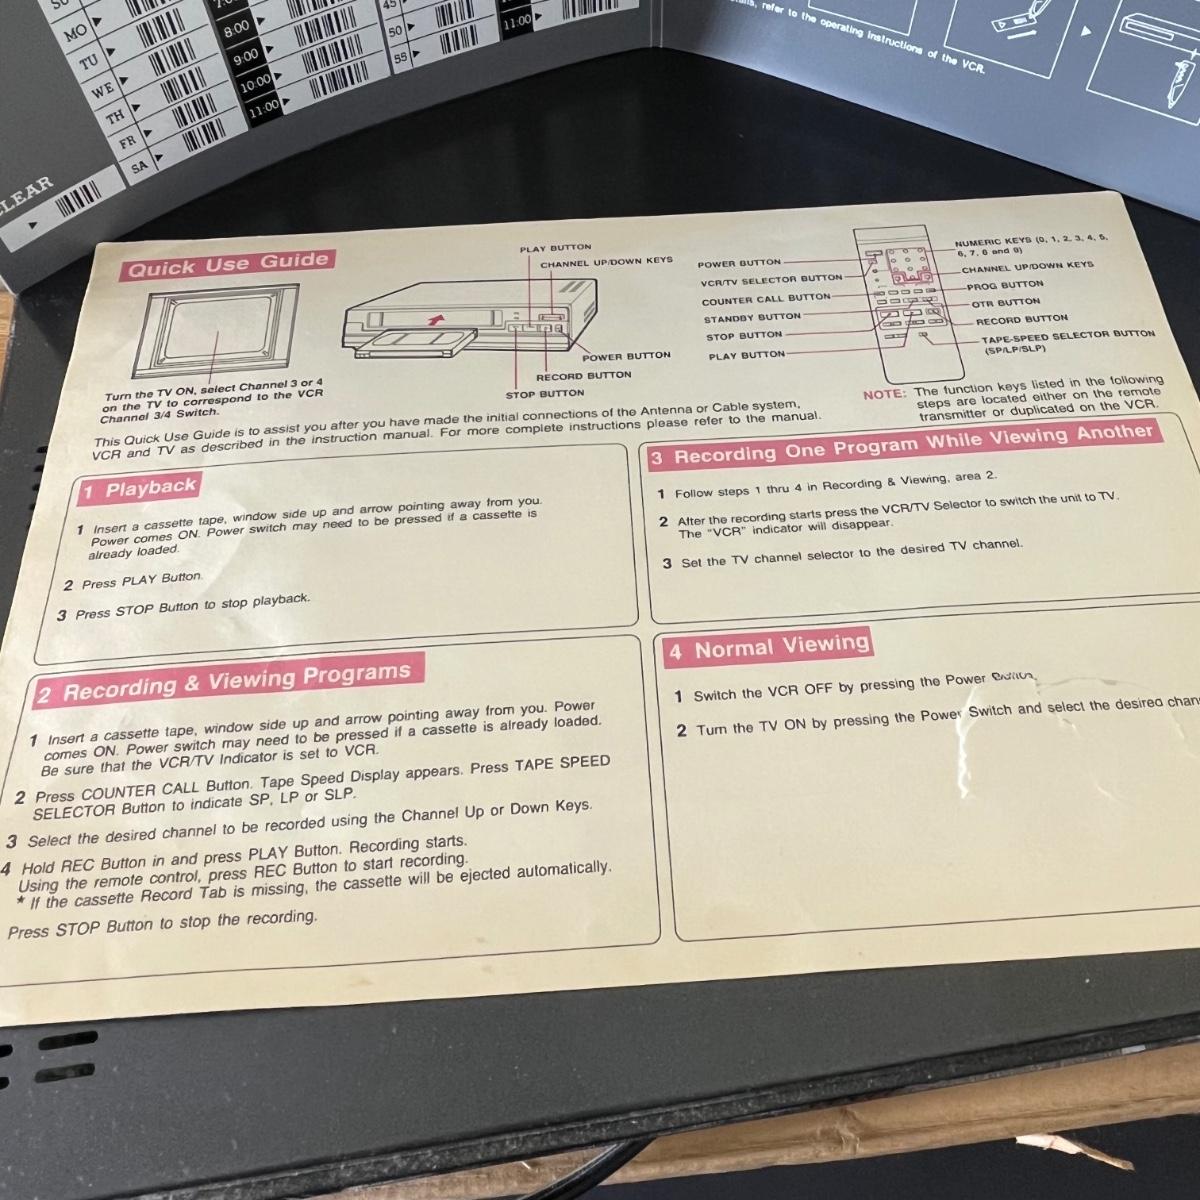 SU
MO
TU
WE
TH
FR
SA
CLEAR
8:00
9:00
10:00
11:00
45
50
55
11:00
refer to the operating instructions of the VCR.
Quick Use Guide
Turn the TV ON, select Channel 3 or 4
on the TV to correspond to the VCR
Channel 3/4 Switch.
PLAY BUTTON
CHANNEL UP/DOWN KEYS
POWER BUTTON
RECORD BUTTON
STOP BUTTON
POWER BUTTON
VCR/TV SELECTOR BUTTON
COUNTER CALL BUTTON
STANDBY BUTTON
STOP BUTTON
PLAY BUTTON
NUMERIC KEYS (0, 1, 2, 3, 4, 5,
6, 7, 8 and 9)
CHANNEL UP/DOWN KEYS
PROG BUTTON
OTR BUTTON
RECORD BUTTON
TAPE-SPEED SELECTOR BUTTON
(SP/LP/SLP)
NOTE: The function keys listed in the following
steps are located either on the remote
transmitter or duplicated on the VCR.
This Quick Use Guide is to assist you after you have made the initial connections of the Antenna or Cable system,
VCR and TV as described in the instruction manual. For more complete instructions please refer to the manual.
1 Playback
1 Insert a cassette tape, window side up and arrow pointing away from you.
Power comes ON. Power switch may need to be pressed if a cassette is
already loaded.
2 Press PLAY Button.
3 Press STOP Button to stop playback.
2 Recording & Viewing Programs
1 Insert a cassette tape, window side up and arrow pointing away from you. Power
comes ON. Power switch may need to be pressed if a cassette is already loaded.
Be sure that the VCR/TV Indicator is set to VCR.
2 Press COUNTER CALL Button. Tape Speed Display appears. Press TAPE SPEED
SELECTOR Button to indicate SP, LP or SLP.
3 Select the desired channel to be recorded using the Channel Up or Down Keys.
4 Hold REC Button in and press PLAY Button. Recording starts.
Using the remote control, press REC Button to start recording.
* If the cassette Record Tab is missing, the cassette will be ejected automatically.
Press STOP Button to stop the recording.
3 Recording One Program While Viewing Another
1 Follow steps 1 thru 4 in Recording & Viewing, area 2.
2 After the recording starts press the VCR/TV Selector to switch the unit to TV.
The "VCR" indicator will disappear.
3 Set the TV channel selector to the desired TV channel.
4 Normal Viewing
1 Switch the VCR OFF by pressing the Power Button.
2 Turn the TV ON by pressing the Power Switch and select the desired chan